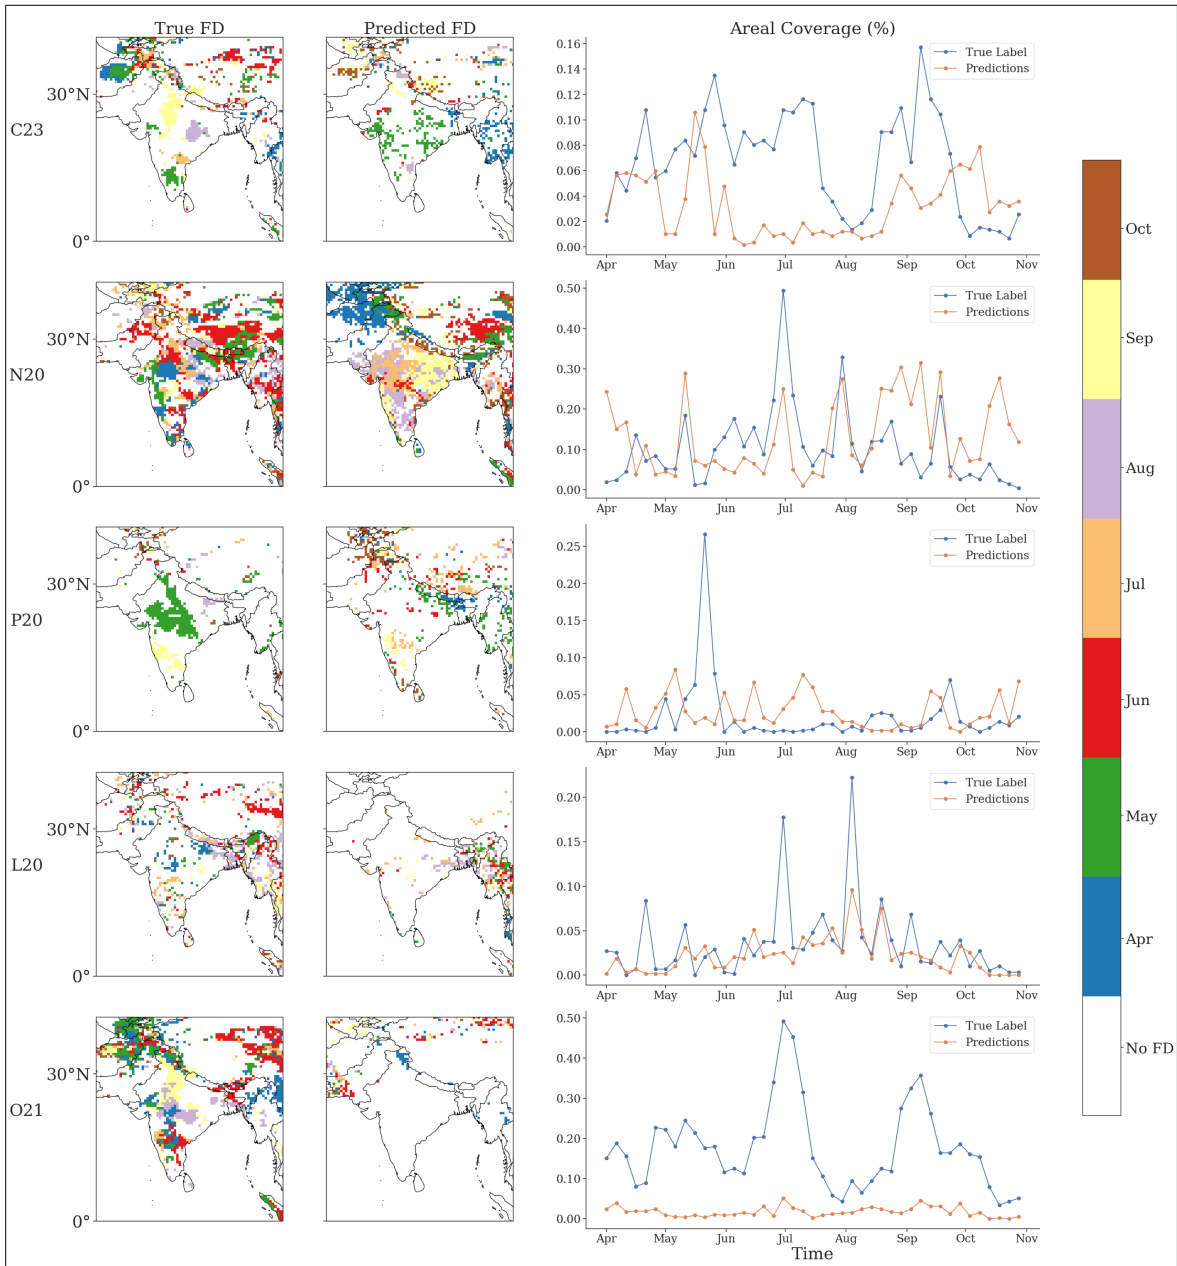 True FD Predicted FD Areal Coverage (%)
C23
30°N
0°
0.16
0.14
0.12
0.10
0.08
0.06
0.04
0.02
0.00
True Label
Predictions
Apr May Jun Jul Aug Sep Oct Nov
N20
30°N
0°
0.50
0.40
0.30
0.20
0.10
0.00
True Label
Predictions
Apr May Jun Jul Aug Sep Oct Nov
P20
30°N
0°
0.25
0.20
0.15
0.10
0.05
0.00
True Label
Predictions
Apr May Jun Jul Aug Sep Oct Nov
L20
30°N
0°
0.20
0.15
0.10
0.05
0.00
True Label
Predictions
Apr May Jun Jul Aug Sep Oct Nov
O21
30°N
0°
0.50
0.40
0.30
0.20
0.10
0.00
True Label
Predictions
Apr May Jun Jul Aug Sep Oct Nov
Time
Oct
Sep
Aug
Jul
Jun
May
Apr
No FD